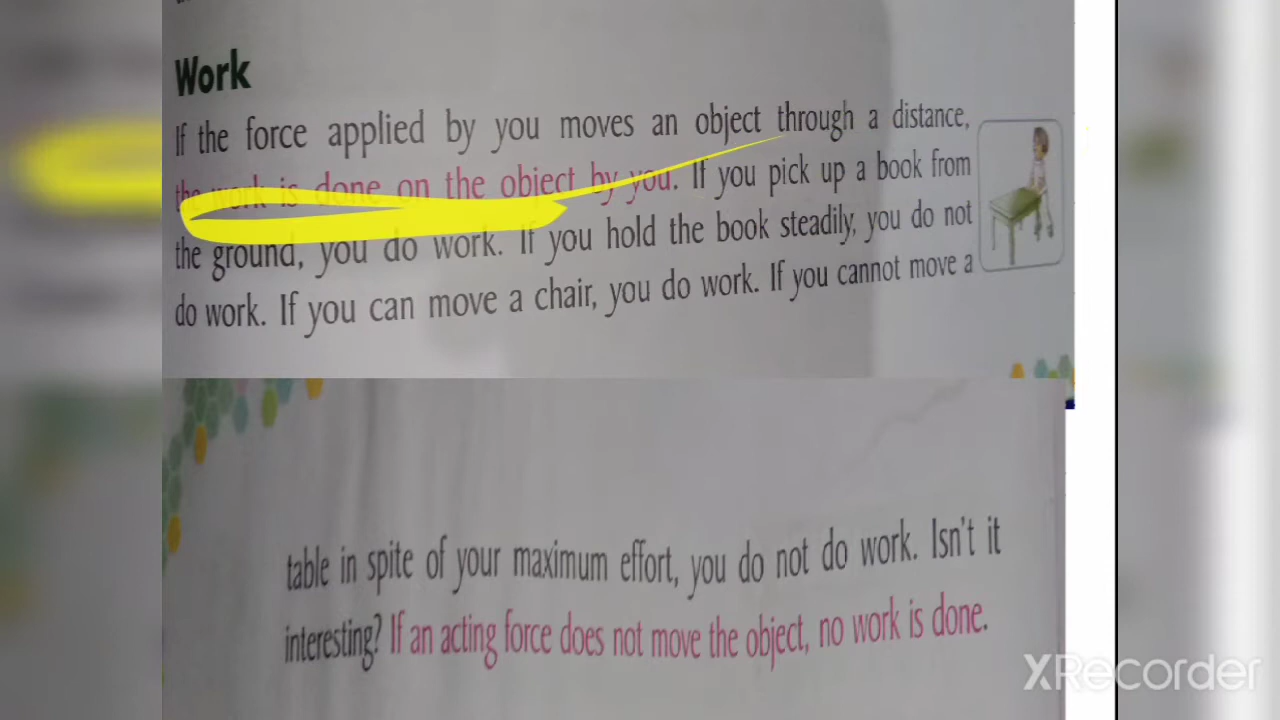 Work
If the force applied by you moves an object through a distance,
the work is done on the object by you. If you pick up a book from
the ground, you do work. If you hold the book steadily, you do not
do work. If you can move a chair, you do work. If you cannot move a
table in spite of your maximum effort, you do not do work. Isn't it
interesting? If an acting force does not move the object, no work is done.
XRecorder